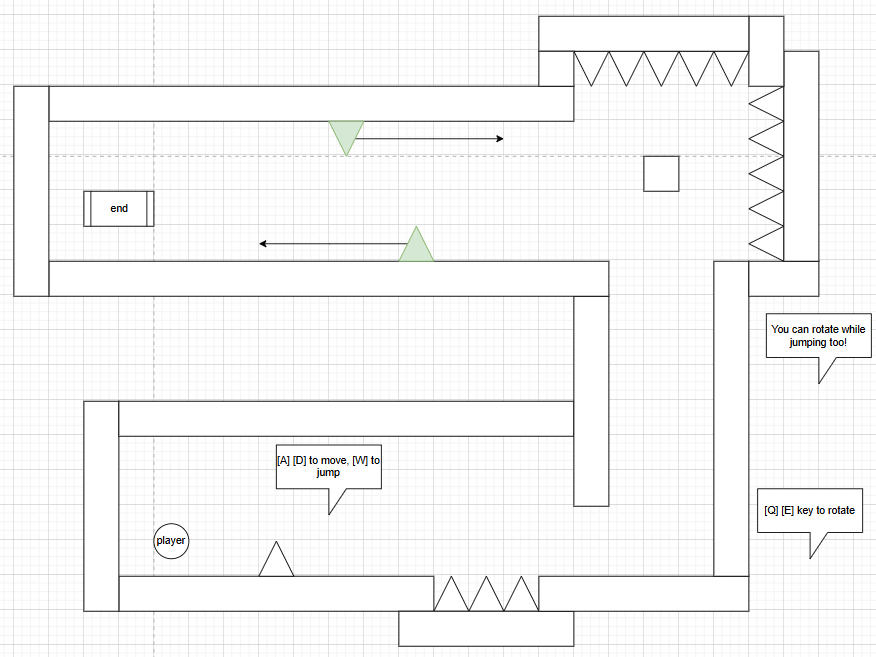 end
You can rotate while
jumping too!
[A] [D] to move, [W] to
jump
[Q] [E] key to rotate
player